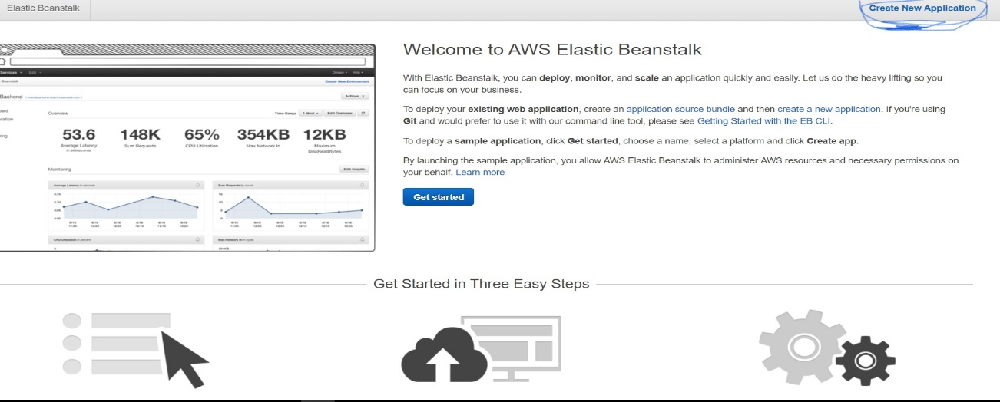 Elastic Beanstalk
Create New Application
Services Edit
Oregon Help
Beanstalk
Create New Environment
Backend
Actions
Overview
Time Range 1 Hour Edit Overview
53.6 148K 65% 354KB 12KB
Average Latency Sum Requests CPU Utilization Max Network In Maximum
in milliseconds DiskReadBytes
Monitoring
Edit Graphs
Average Latency in seconds
Sum Requests by count
CPU Utilization in percent
Max Network In in bytes
Welcome to AWS Elastic Beanstalk
With Elastic Beanstalk, you can deploy, monitor, and scale an application quickly and easily. Let us do the heavy lifting so you
can focus on your business.
To deploy your existing web application, create an application source bundle and then create a new application. If you're using
Git and would prefer to use it with our command line tool, please see Getting Started with the EB CLI.
To deploy a sample application, click Get started, choose a name, select a platform and click Create app.
By launching the sample application, you allow AWS Elastic Beanstalk to administer AWS resources and necessary permissions on
your behalf. Learn more
Get started
Get Started in Three Easy Steps